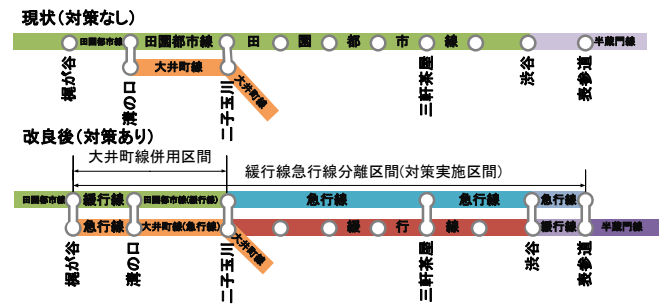 現状(対策なし)
田園都市線 田園都市線 田園都市線 半蔵門線
大井町線
大井町線
梶が谷 溝の口 二子玉川 三軒茶屋 渋谷 表参道
改良後(対策あり)
大井町線併用区間
緩行線急行線分離区間(対策実施区間)
田園都市線 緩行線 田園都市線(緩行線) 急行線 急行線 急行線
急行線 大井町線(急行線) 緩行線 緩行線 半蔵門線
大井町線
梶が谷 溝の口 二子玉川 三軒茶屋 渋谷 表参道